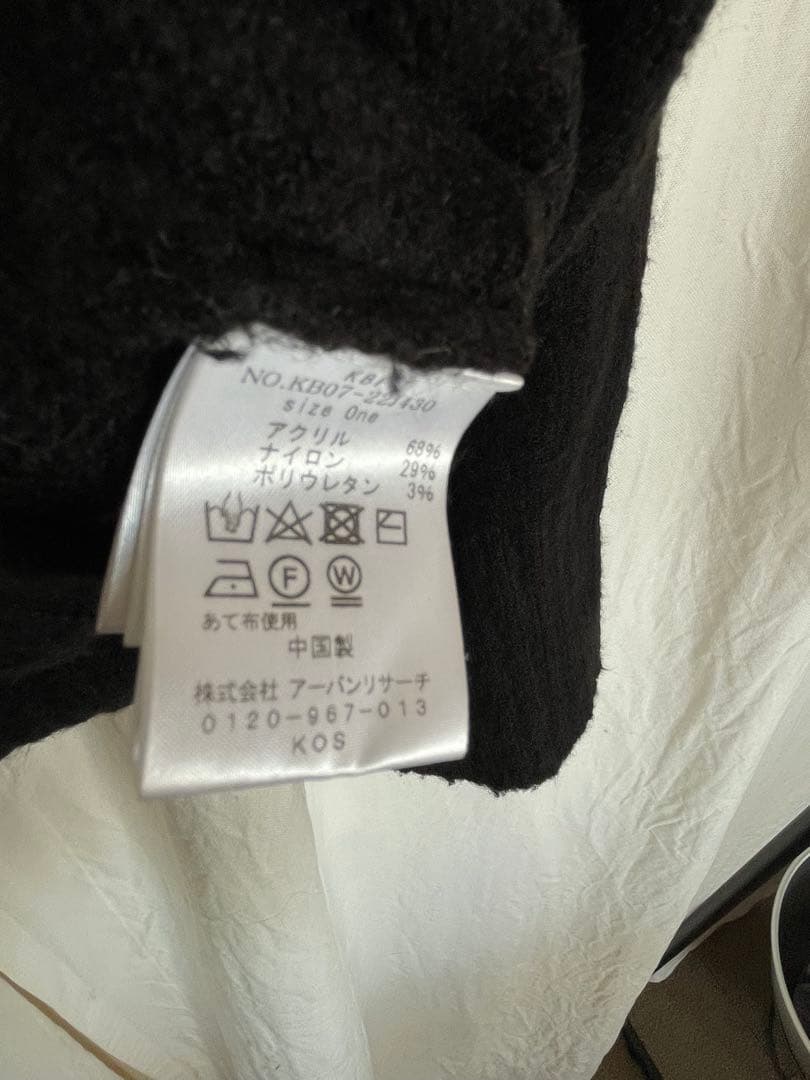 KBF
NO.KB07-22J430
size One
アクリル 68%
ナイロン 29%
ポリウレタン 3%
F W
あて布使用
中国製
株式会社 アーバンリサーチ
0120-967-013
KOS